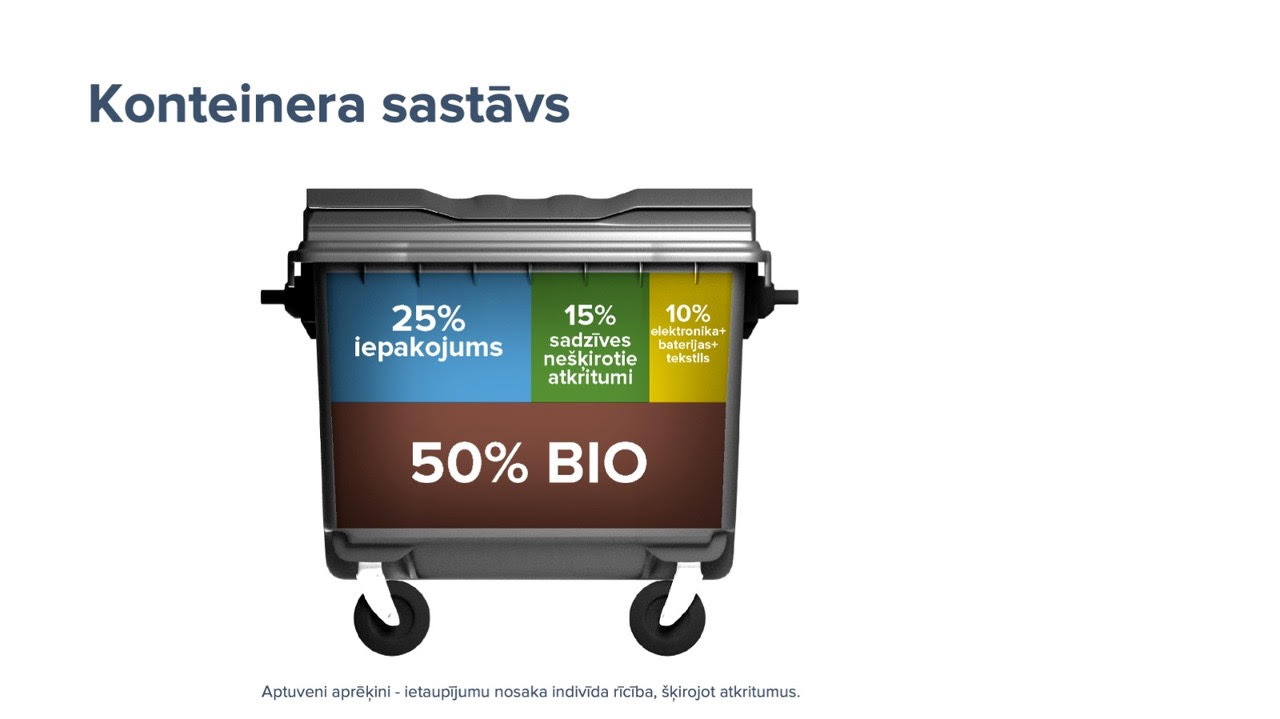 Konteinera sastāvs
25%
iepakojums
15%
sadzīves
nešķirotie
atkritumi
10%
elektronika+
baterijas+
tekstils
50% BIO
Aptuveni aprēķini - ietaupījumu nosaka indivīda rīcība, šķirojot atkritumus.